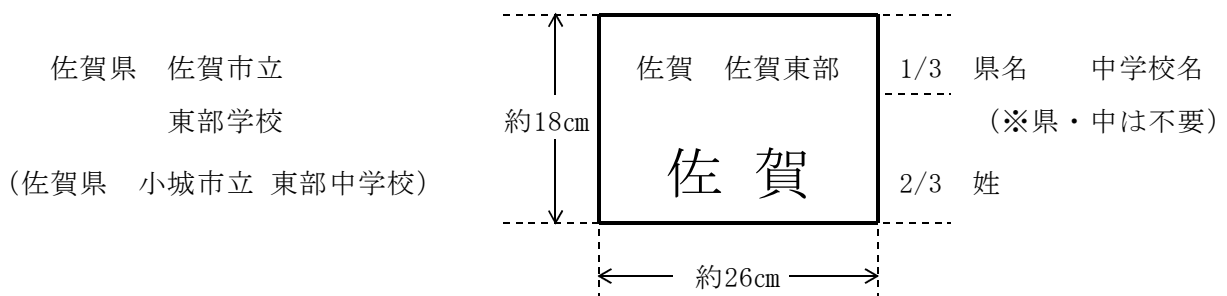 佐賀県 佐賀市立
東部学校
(佐賀県 小城市立 東部中学校)
約18㎝
佐賀 佐賀東部
佐 賀
1/3 県名 中学校名
(※県・中は不要)
2/3 姓
約26㎝